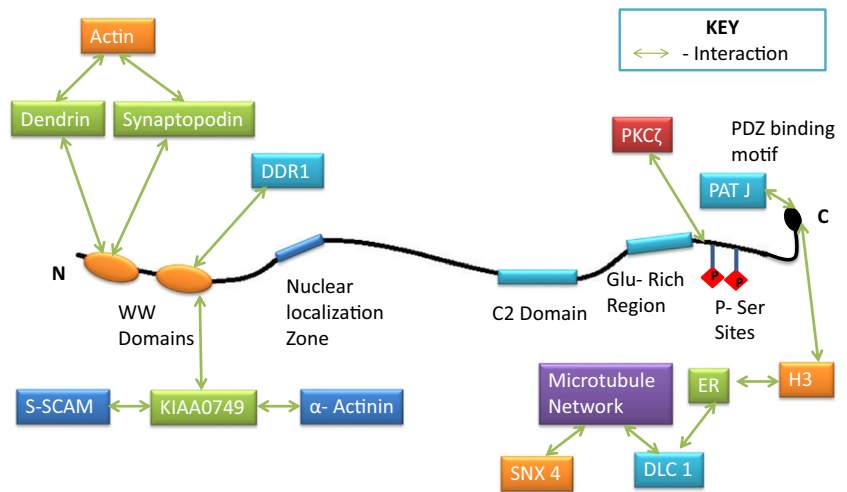 Actin
KEY
- Interaction
Dendrin
Synaptopodin
PKCζ
PDZ binding
motif
DDR1
PAT J
C
N
WW
Domains
Nuclear
localization
Zone
C2 Domain
Glu- Rich
Region
P
P
P- Ser
Sites
S-SCAM
KIAA0749
α- Actinin
Microtubule
Network
ER
H3
SNX 4
DLC 1